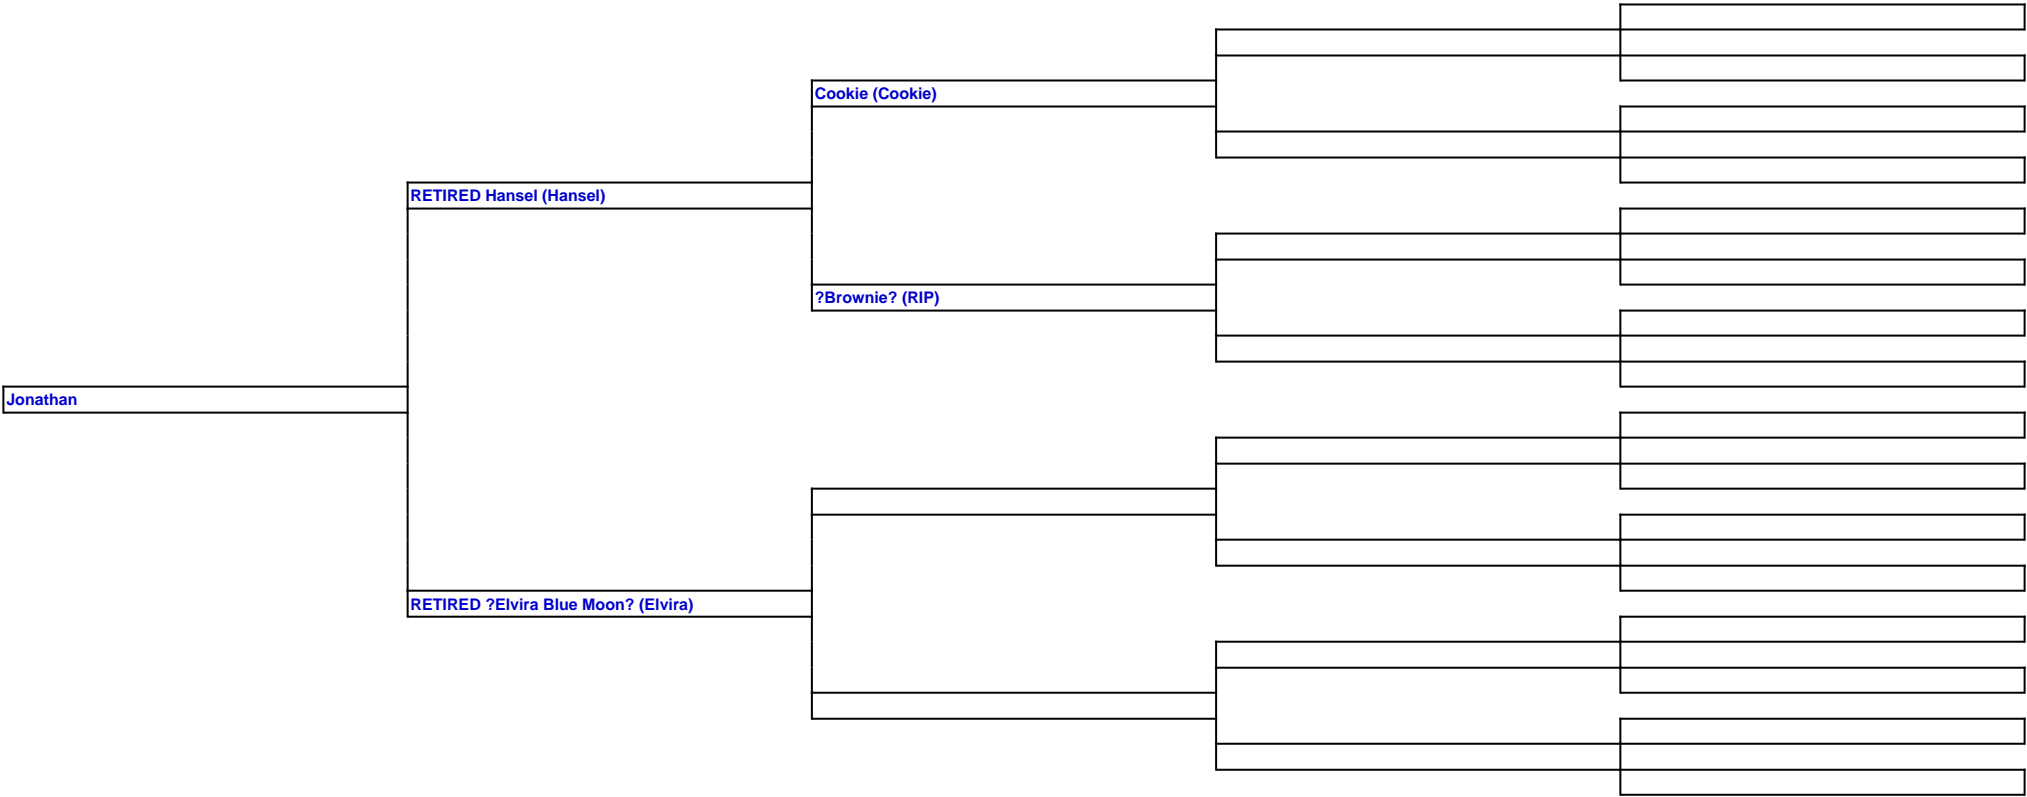 Cookie (Cookie)
RETIRED Hansel (Hansel)
?Brownie? (RIP)
Jonathan
RETIRED ?Elvira Blue Moon? (Elvira)